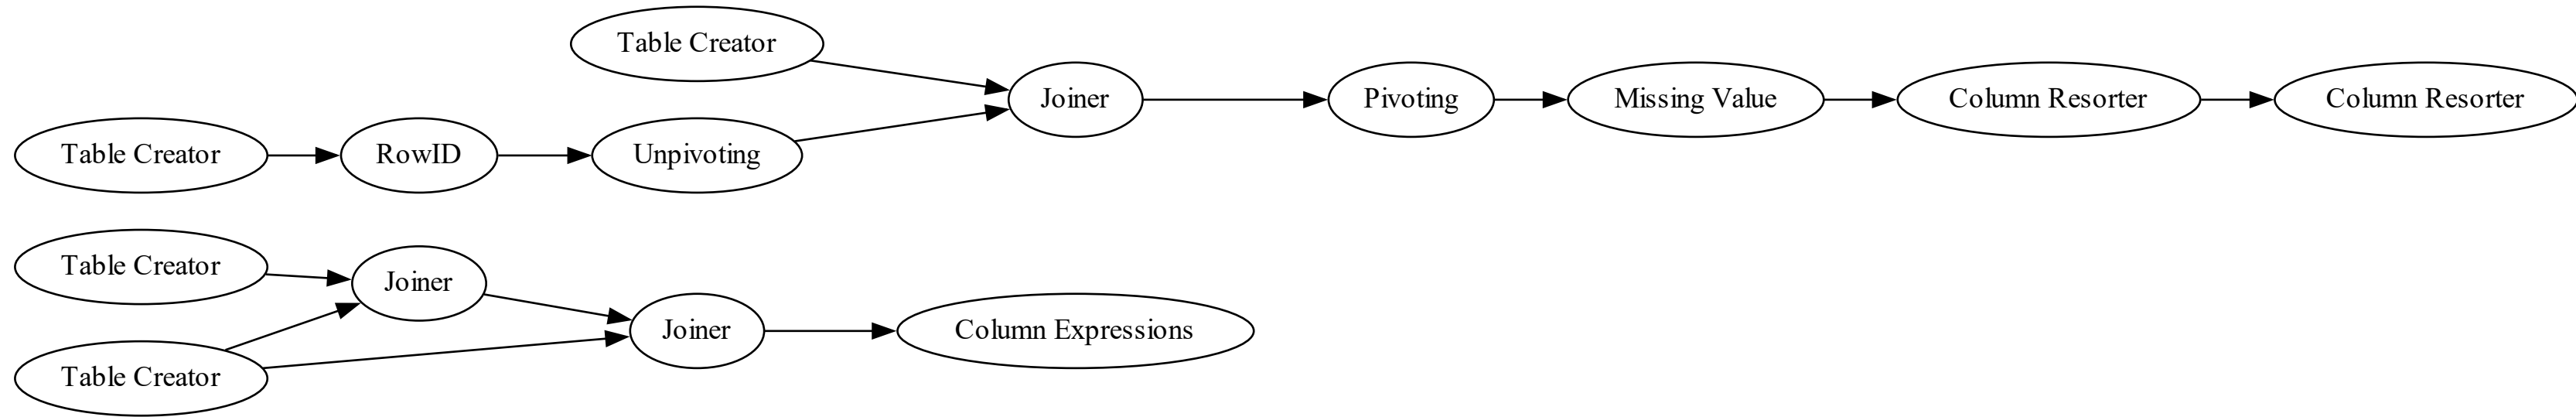 Table Creator
Joiner
Pivoting
Missing Value
Column Resorter
Column Resorter
Table Creator
RowID
Unpivoting
Table Creator
Joiner
Joiner
Column Expressions
Table Creator